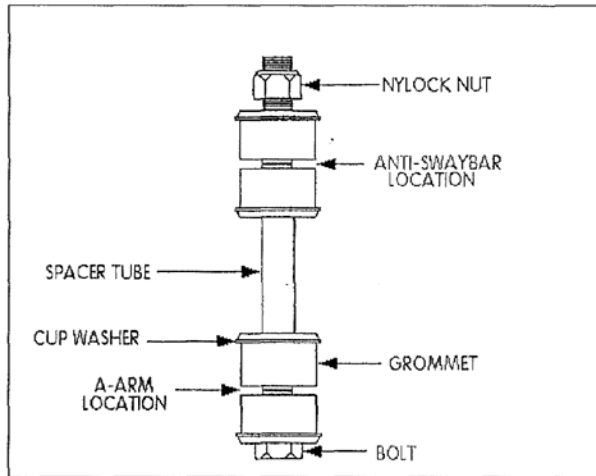 NYLOCK NUT
ANTI-SWAYBAR
LOCATION
SPACER TUBE
CUP WASHER
GROMMET
A-ARM
LOCATION
BOLT